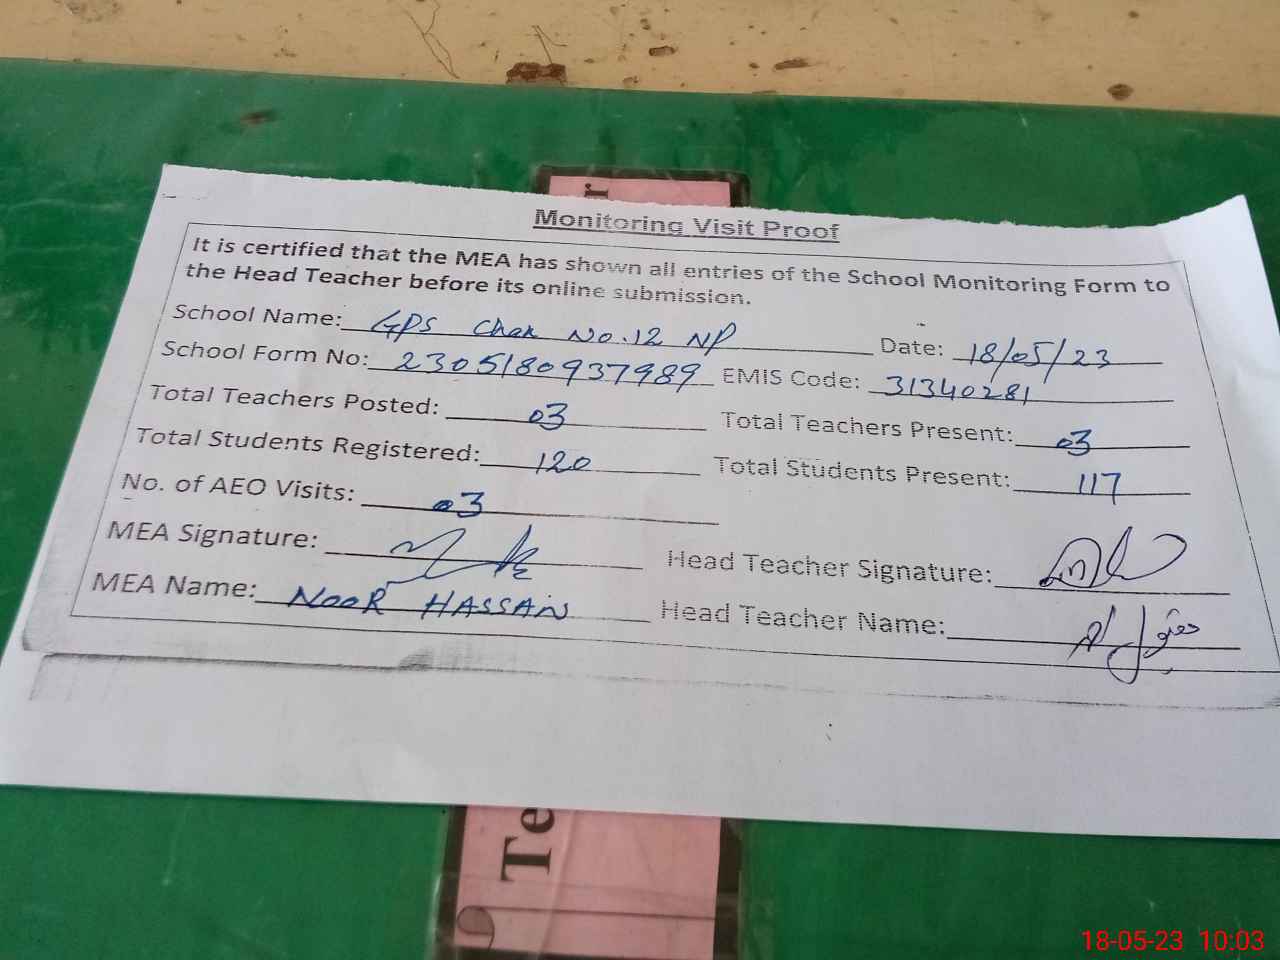 r
Monitoring Visit Proof
It is certified that the MEA has shown all entries of the School Monitoring Form to
the Head Teacher before its online submission.
School Name: GPS Chak No.12 NP Date: 18/05/23
School Form No: 2305180937989 EMIS Code: 31340281
Total Teachers Posted: 03 Total Teachers Present: 03
Total Students Registered: 120 Total Students Present: 117
No. of AEO Visits: 03
MEA Signature: Head Teacher Signature:
MEA Name: NOOR HASSAN Head Teacher Name:
Te
18-05-23 10:03